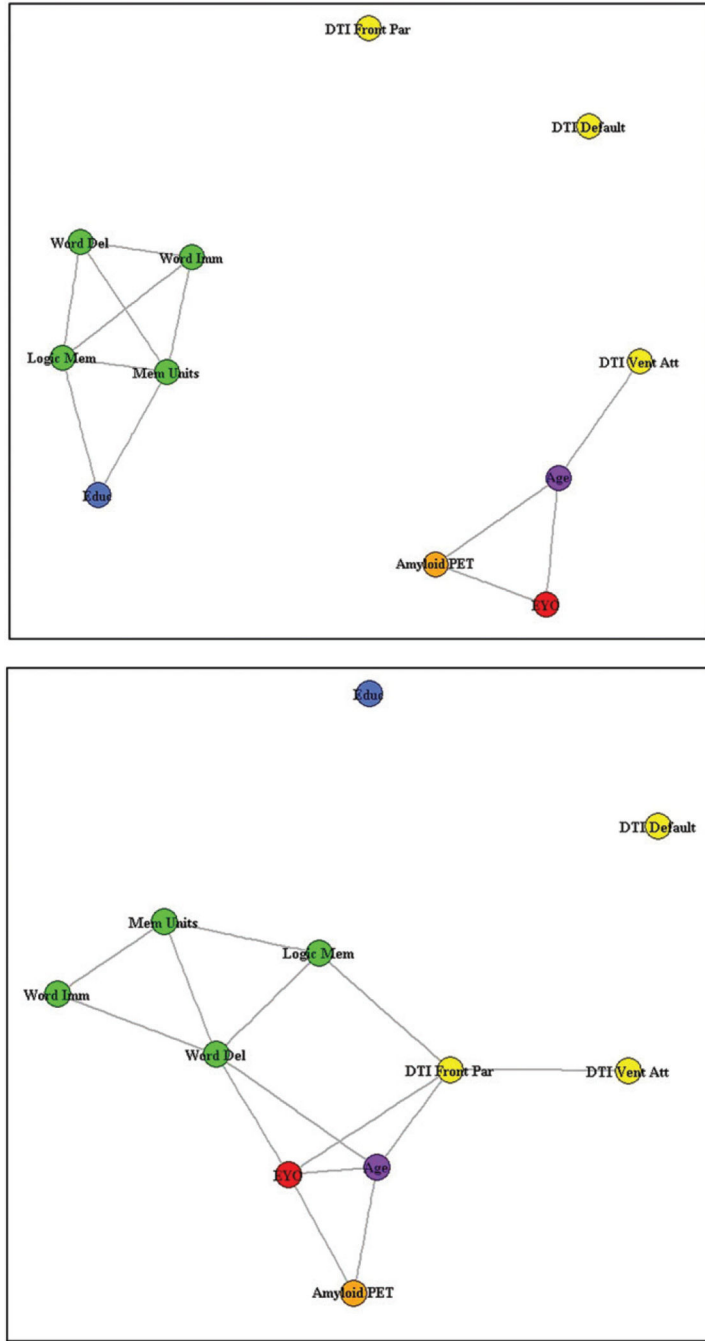 DTI Front Par
DTI Default
Word Del
Word Imm
Logic Mem
Mem Units
DTI Vent Att
Educ
Age
Amyloid PET
EYO
Educ
DTI Default
Mem Units
Logic Mem
Word Imm
Word Del
DTI Front Par
DTI Vent Att
EYO
Age
Amyloid PET